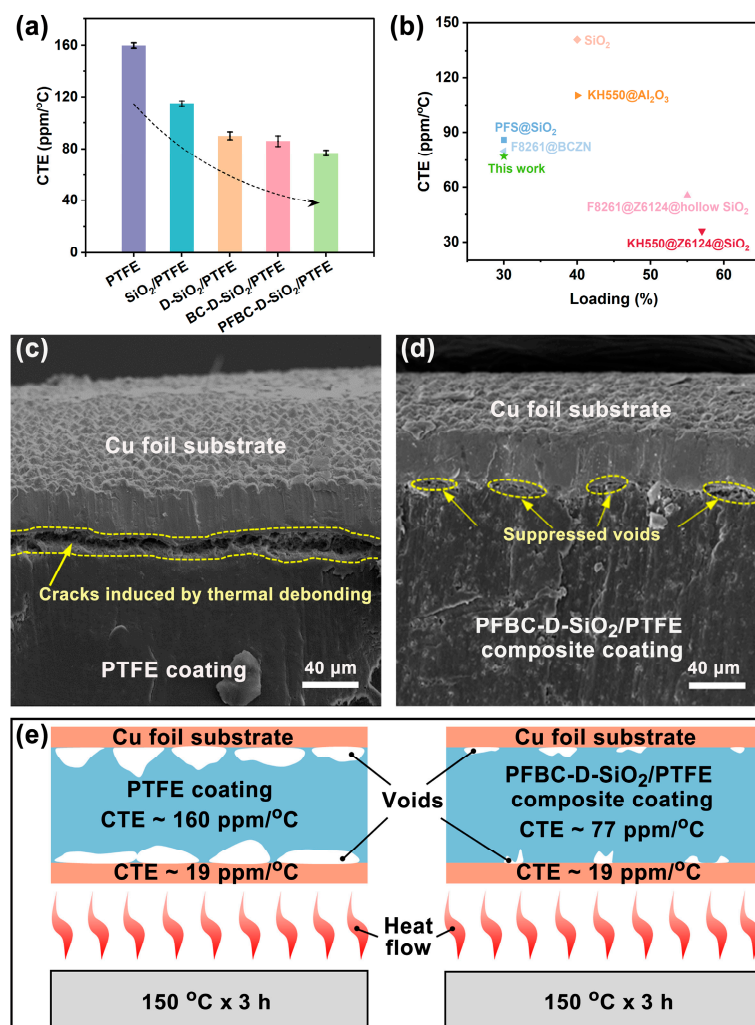 (a)
160
120
80
40
0
CTE (ppm/°C)
PTFE
SiO₂/PTFE
D-SiO₂/PTFE
BC-D-SiO₂/PTFE
PFBC-D-SiO₂/PTFE
(b)
150
120
90
60
30
CTE (ppm/°C)
SiO₂
KH550@Al₂O₃
PFS@SiO₂
F8261@BCZN
This work
F8261@Z6124@hollow SiO₂
KH550@Z6124@SiO₂
30
40
50
60
Loading (%)
(c)
Cu foil substrate
Cracks induced by thermal debonding
PTFE coating
40 μm
(d)
Cu foil substrate
Suppressed voids
PFBC-D-SiO₂/PTFE
composite coating
40 μm
(e)
Cu foil substrate
PTFE coating
CTE ~ 160 ppm/°C
CTE ~ 19 ppm/°C
150 °C x 3 h
Voids
Heat
flow
Cu foil substrate
PFBC-D-SiO₂/PTFE
composite coating
CTE ~ 77 ppm/°C
CTE ~ 19 ppm/°C
150 °C x 3 h